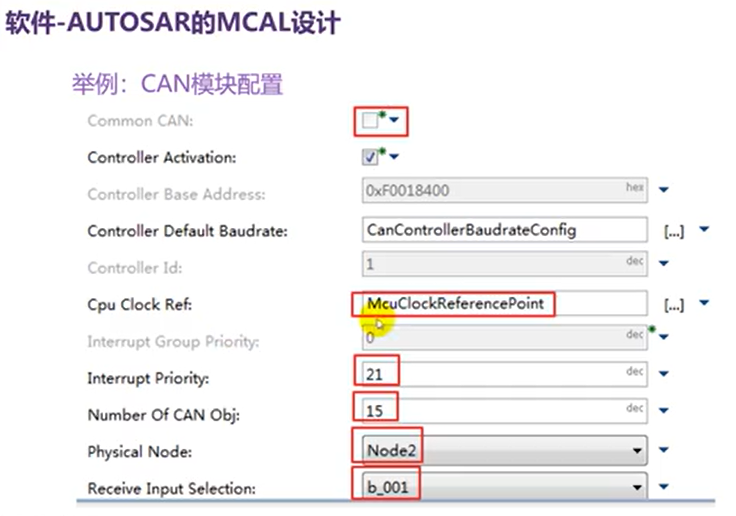 软件-AUTOSAR的MCAL设计
举例：CAN模块配置
Common CAN:
Controller Activation:
Controller Base Address: 0xF0018400 hex
Controller Default Baudrate: CanControllerBaudrateConfig [...]
Controller Id: 1 dec
Cpu Clock Ref: McuClockReferencePoint [...]
Interrupt Group Priority: 0 dec
Interrupt Priority: 21 dec
Number Of CAN Obj: 15 dec
Physical Node: Node2
Receive Input Selection: b_001